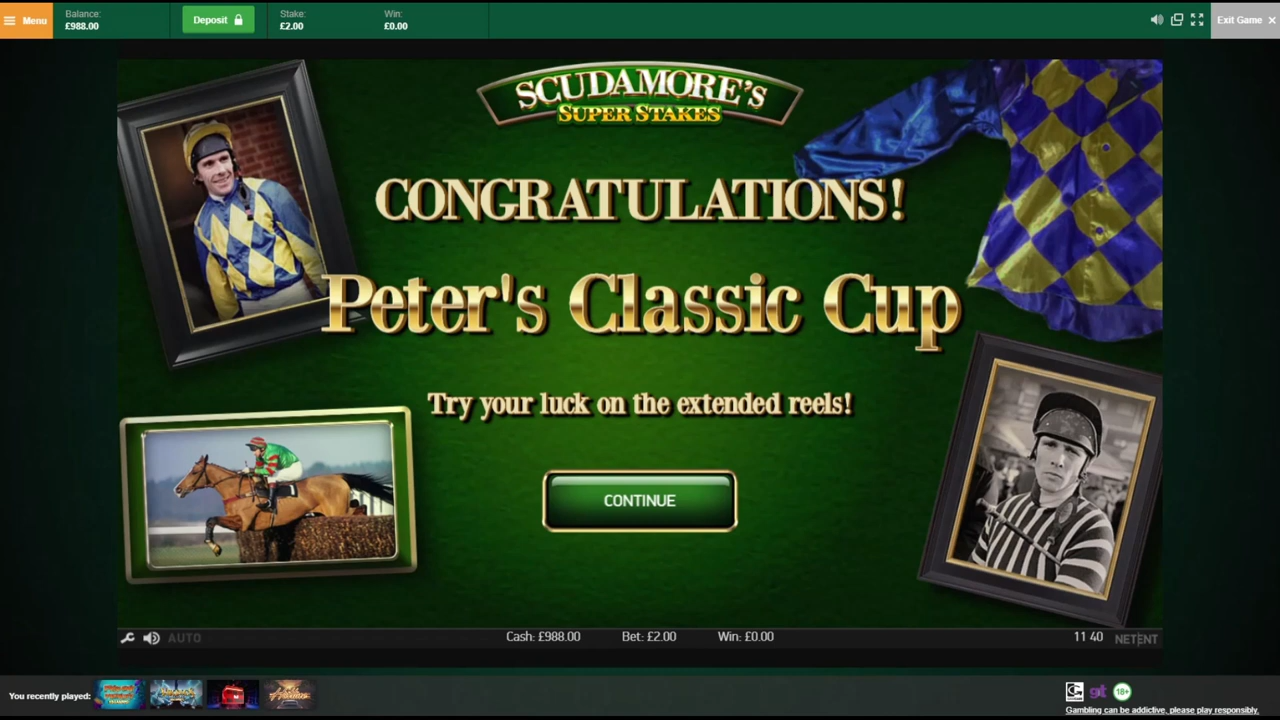 Menu
Balance:
£988.00
Deposit
Stake:
£2.00
Win:
£0.00
Exit Game ×
SCUDAMORE'S
SUPER STAKES
CONGRATULATIONS!
Peter's Classic Cup
Try your luck on the extended reels!
CONTINUE
AUTO
Cash: £988.00
Bet: £2.00
Win: £0.00
11 40
NETENT
You recently played:
18+
Gambling can be addictive, please play responsibly.